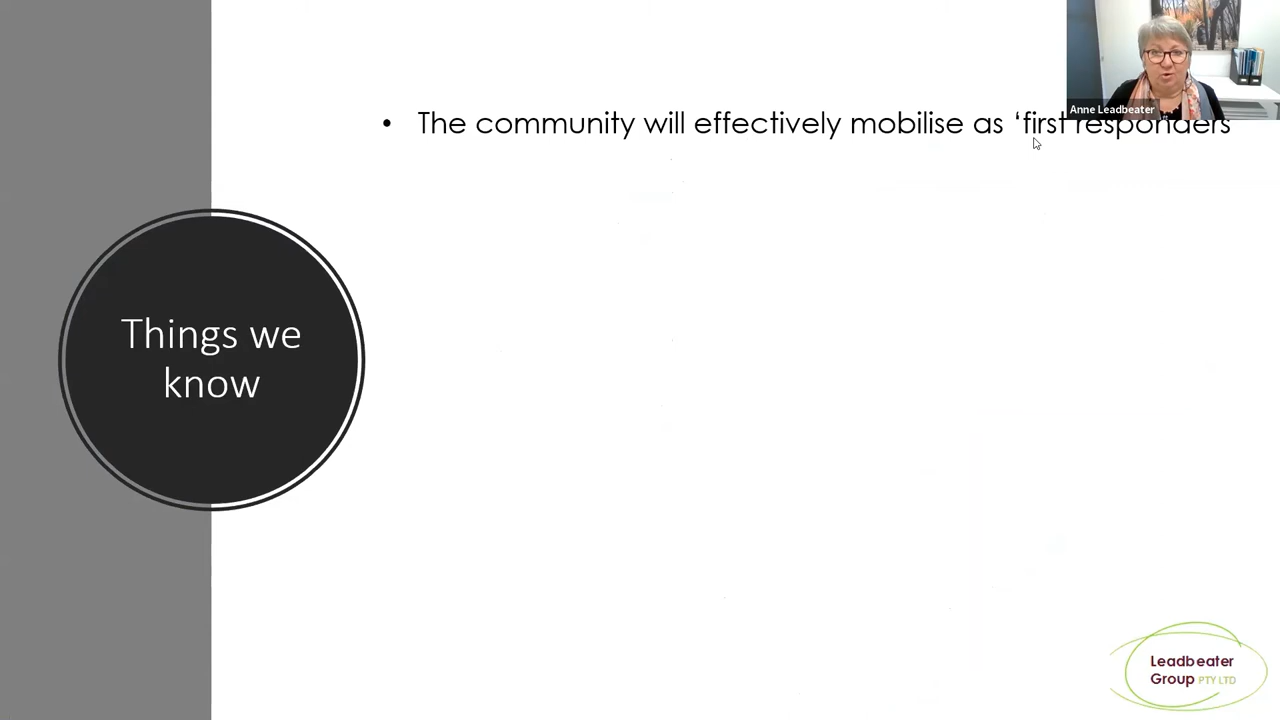 Anne Leadbeater
• The community will effectively mobilise as ‘first responders
Things we
know
Leadbeater
Group PTY LTD